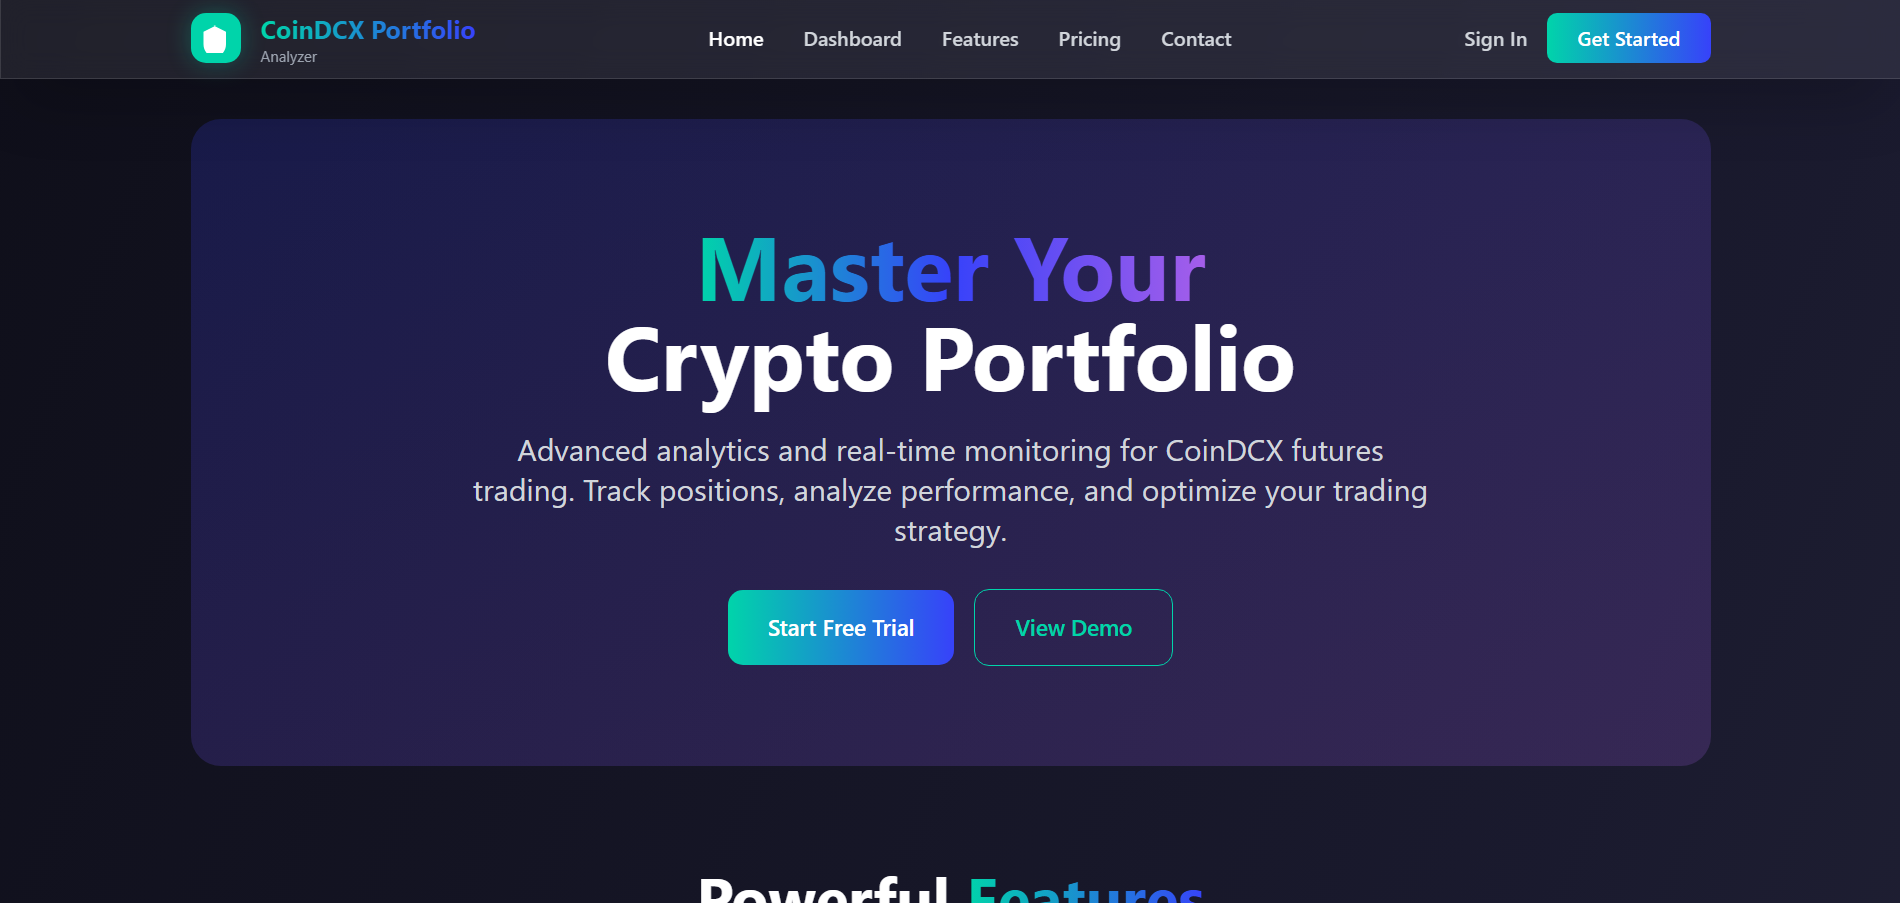 CoinDCX Portfolio
Analyzer
Home
Dashboard
Features
Pricing
Contact
Sign In
Get Started
Master Your
Crypto Portfolio
Advanced analytics and real-time monitoring for CoinDCX futures
trading. Track positions, analyze performance, and optimize your trading
strategy.
Start Free Trial
View Demo
Powerful Features